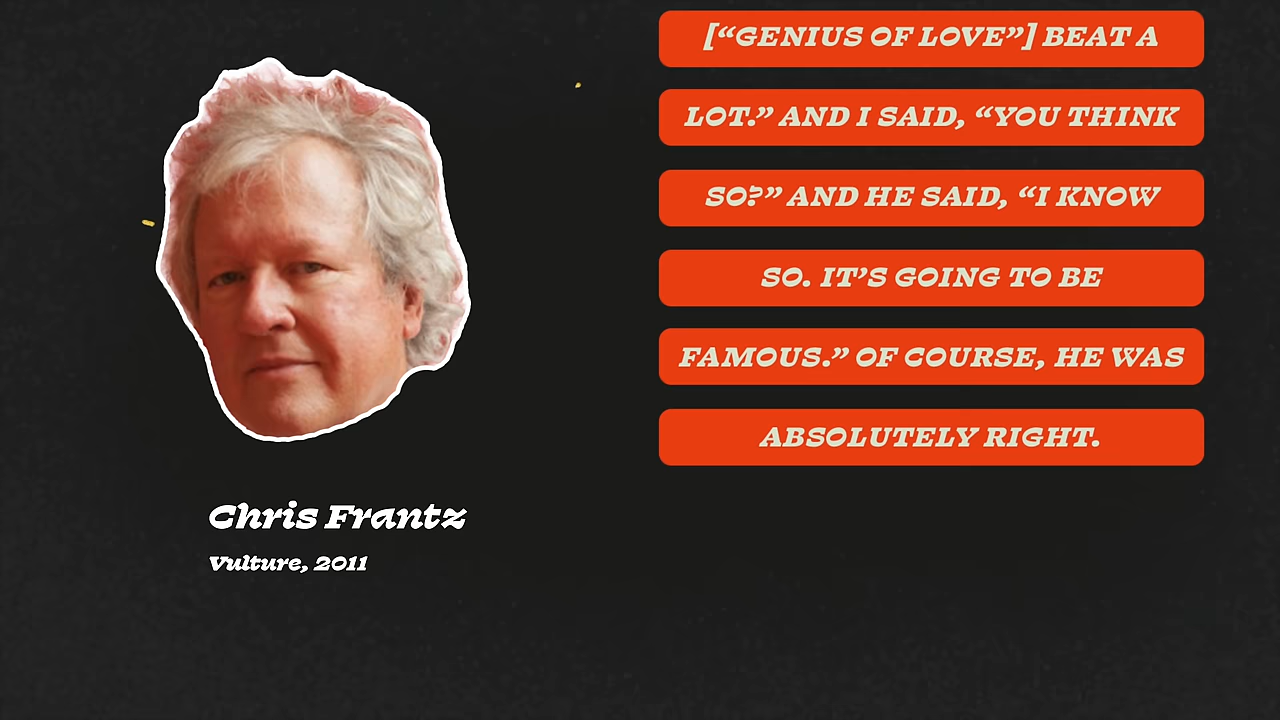 [“GENIUS OF LOVE”] BEAT A
LOT.” AND I SAID, “YOU THINK
SO?” AND HE SAID, “I KNOW
SO. IT’S GOING TO BE
FAMOUS.” OF COURSE, HE WAS
ABSOLUTELY RIGHT.
Chris Frantz
Vulture, 2011